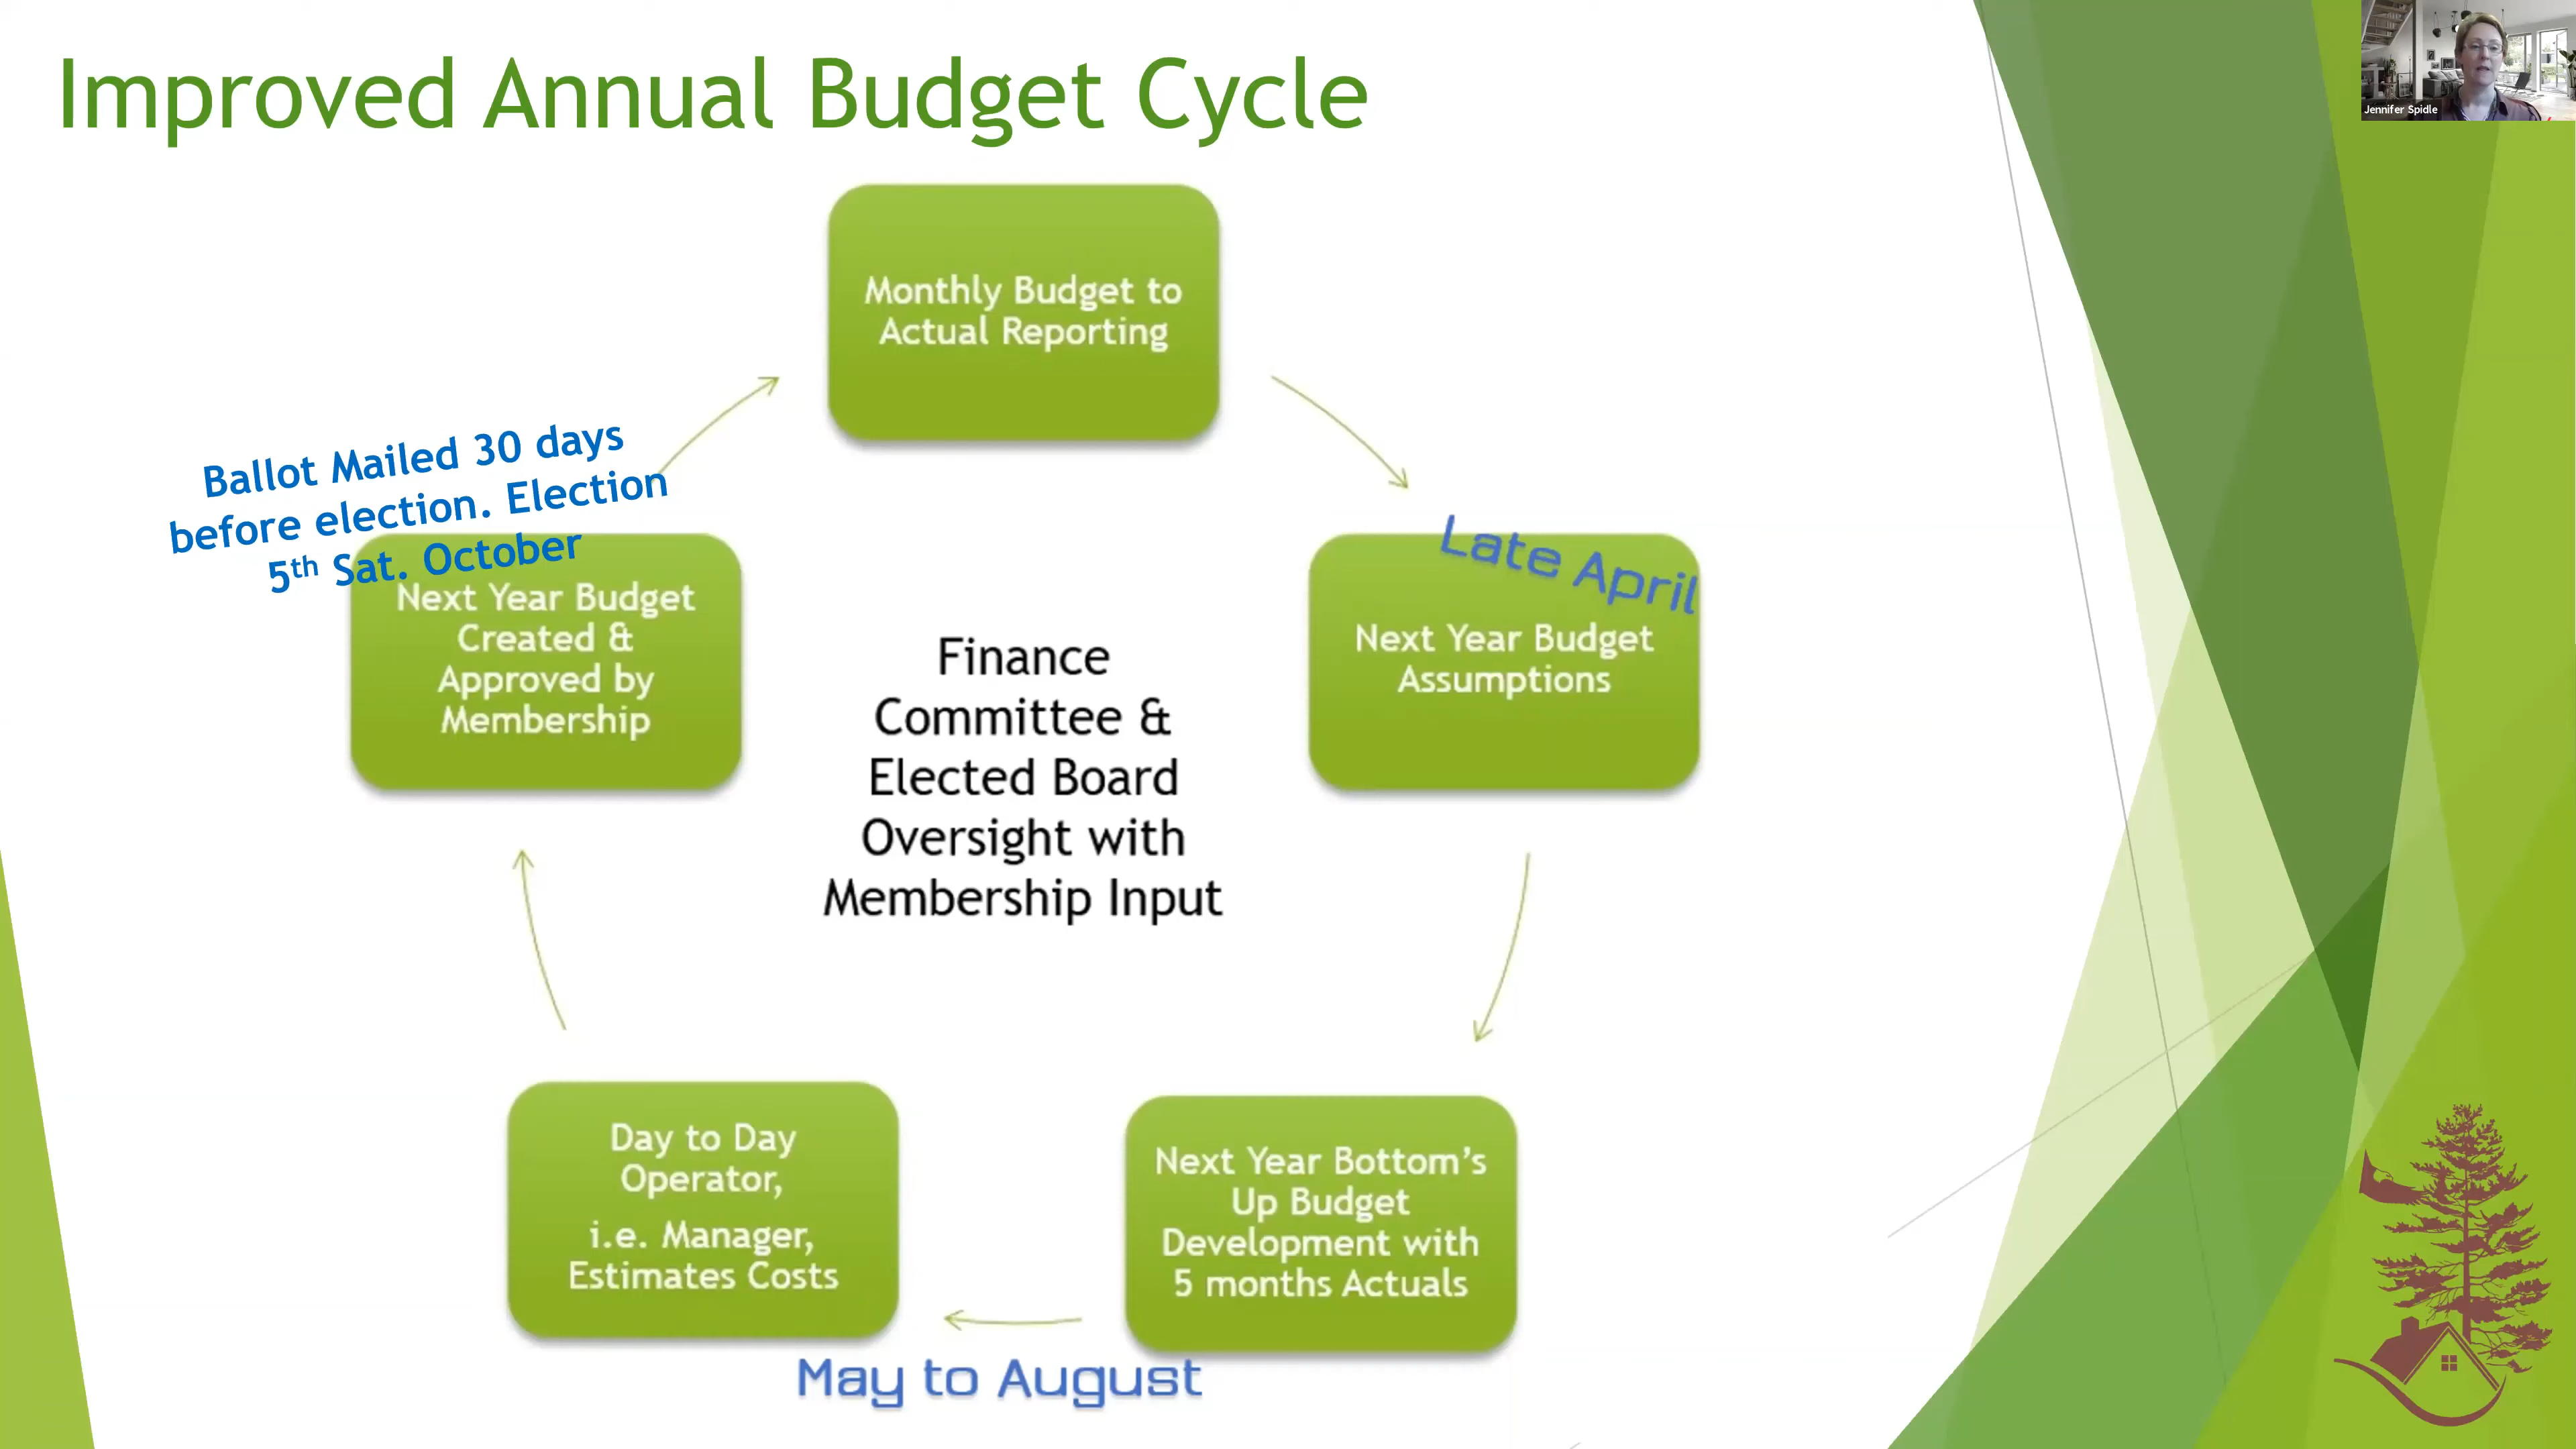 Improved Annual Budget Cycle
Jennifer Spidle
Monthly Budget to
Actual Reporting
Ballot Mailed 30 days
before election. Election
5th Sat. October
Late April
Next Year Budget
Created &
Approved by
Membership
Finance
Committee &
Elected Board
Oversight with
Membership Input
Next Year Budget
Assumptions
Day to Day
Operator,
i.e. Manager,
Estimates Costs
Next Year Bottom's
Up Budget
Development with
5 months Actuals
May to August